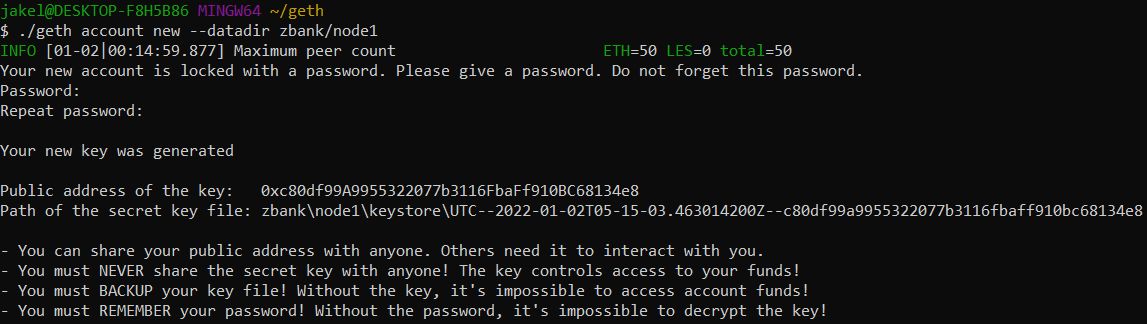 jakel@DESKTOP-F8H5B86 MINGW64 ~/geth
$ ./geth account new --datadir zbank/node1
INFO [01-02|00:14:59.877] Maximum peer count                       ETH=50 LES=0 total=50
Your new account is locked with a password. Please give a password. Do not forget this password.
Password:
Repeat password:

Your new key was generated

Public address of the key:   0xc80df99A9955322077b3116FbaFf910BC68134e8
Path of the secret key file: zbank\node1\keystore\UTC--2022-01-02T05-15-03.463014200Z--c80df99a9955322077b3116fbaff910bc68134e8

- You can share your public address with anyone. Others need it to interact with you.
- You must NEVER share the secret key with anyone! The key controls access to your funds!
- You must BACKUP your key file! Without the key, it's impossible to access account funds!
- You must REMEMBER your password! Without the password, it's impossible to decrypt the key!